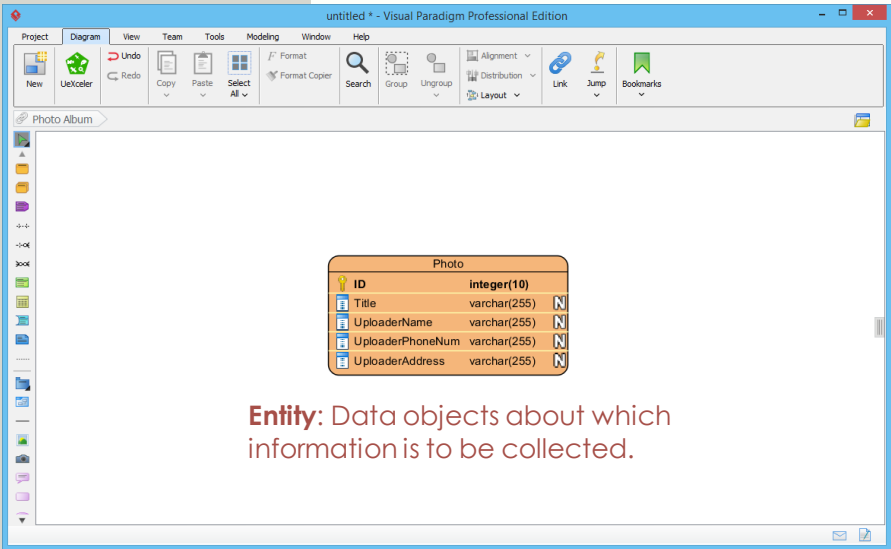 untitled * - Visual Paradigm Professional Edition
Project Diagram View Team Tools Modeling Window Help
New
UeXceler
Undo
Redo
Copy
Paste
Select
All
Format
Format Copier
Search
Group
Ungroup
Alignment
Distribution
Layout
Link
Jump
Bookmarks
Photo Album
Photo
ID integer(10)
Title varchar(255) N
UploaderName varchar(255) N
UploaderPhoneNum varchar(255) N
UploaderAddress varchar(255) N
Entity: Data objects about which
information is to be collected.